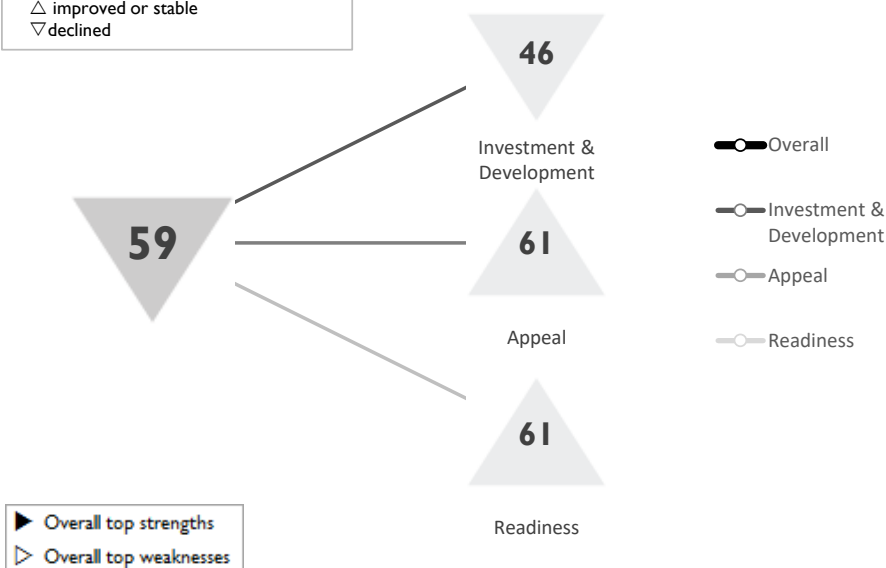 △ improved or stable
▽ declined
46
Investment &
Development
59
61
Appeal
61
Readiness
Overall
Investment &
Development
Appeal
Readiness
▶ Overall top strengths
▷ Overall top weaknesses